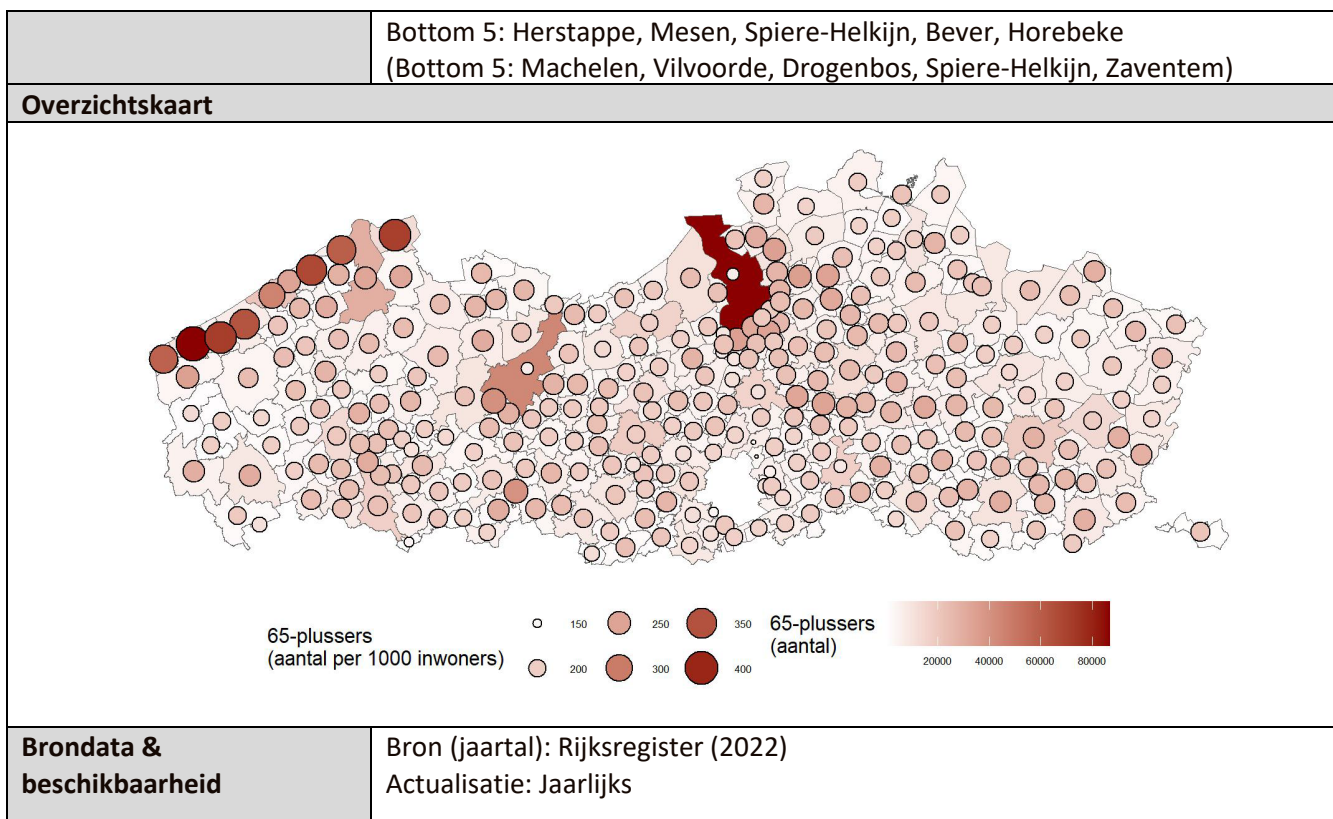 Bottom 5: Herstappe, Mesen, Spiere-Helkijn, Bever, Horebeke
(Bottom 5: Machelen, Vilvoorde, Drogenbos, Spiere-Helkijn, Zaventem)
Overzichtskaart
65-plussers
(aantal per 1000 inwoners)
150 250 350
200 300 400
65-plussers
(aantal)
20000 40000 60000 80000
Brondata &
beschikbaarheid
Bron (jaartal): Rijksregister (2022)
Actualisatie: Jaarlijks